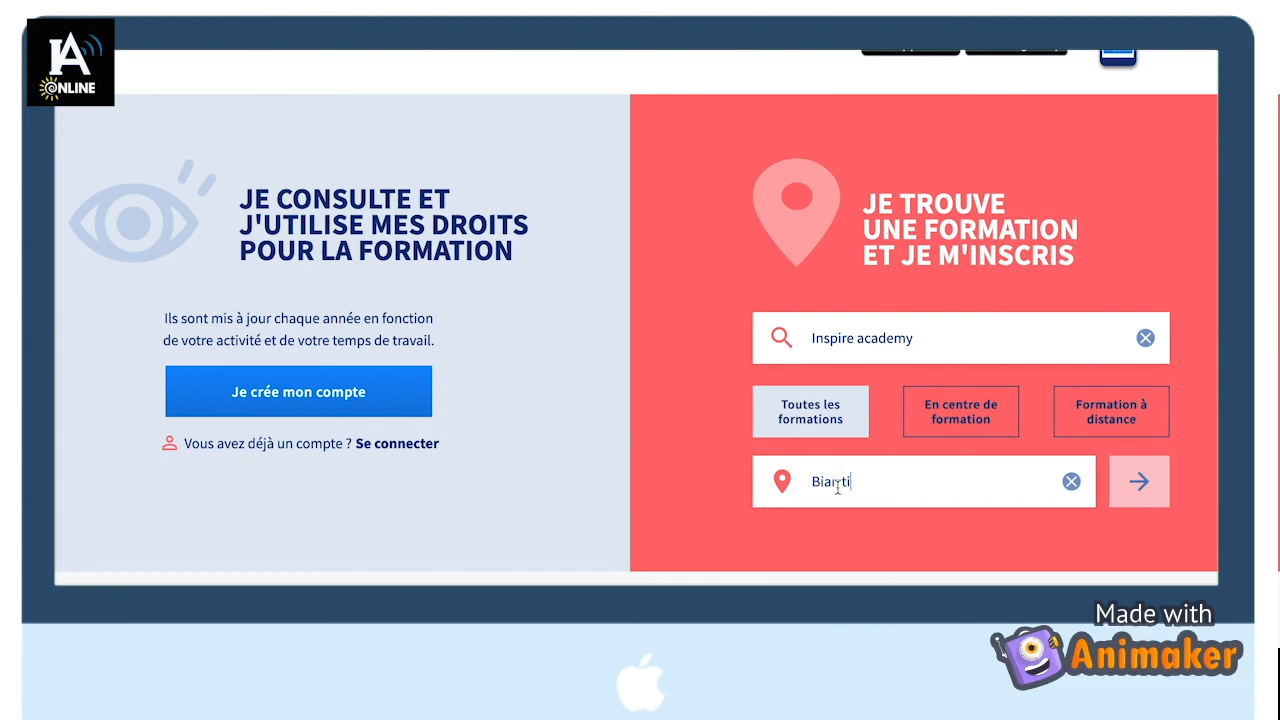 IA
ONLINE
JE CONSULTE ET
J'UTILISE MES DROITS
POUR LA FORMATION
Ils sont mis à jour chaque année en fonction
de votre activité et de votre temps de travail.
Je crée mon compte
Vous avez déjà un compte ? Se connecter
JE TROUVE
UNE FORMATION
ET JE M'INSCRIS
Inspire academy
Toutes les
formations
En centre de
formation
Formation à
distance
Biarti
Made with
Animaker